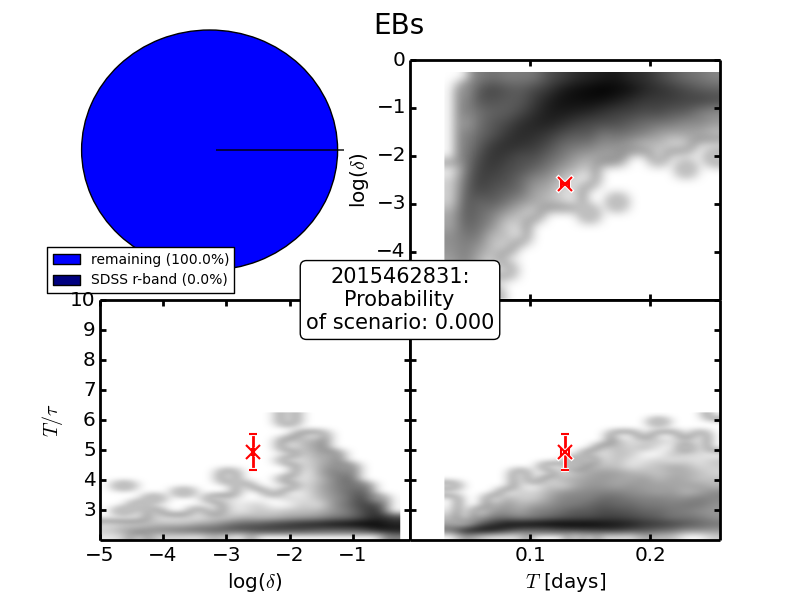 EBs
0
−1
−2
−3
−4
log(δ)
remaining (100.0%)
SDSS r-band (0.0%)
2015462831:
Probability
of scenario: 0.000
10
9
8
7
6
5
4
3
T/τ
−5 −4 −3 −2 −1
log(δ)
0.1 0.2
T [days]